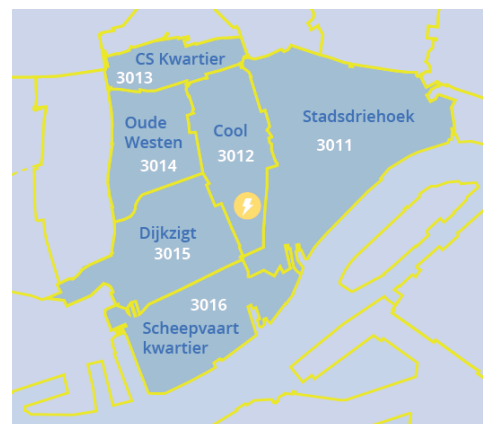 CS Kwartier
3013
Oude
Westen
3014
Cool
3012
Stadsdriehoek
3011
Dijkzigt
3015
3016
Scheepvaart
kwartier